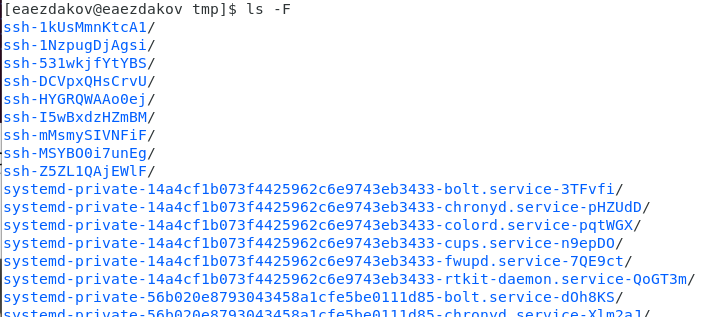 [eaezdakov@eaezdakov tmp]$ ls -F
ssh-1kUsMmnKtcA1/
ssh-1NzpugDjAgsi/
ssh-531wkjfYtYBS/
ssh-DCVpxQHsCrvU/
ssh-HYGRQWAAo0ej/
ssh-I5wBxdzHZmBM/
ssh-mMsmySIVNFiF/
ssh-MSYBO0i7unEg/
ssh-Z5ZL1QAjEWlF/
systemd-private-14a4cf1b073f4425962c6e9743eb3433-bolt.service-3TFvfi/
systemd-private-14a4cf1b073f4425962c6e9743eb3433-chronyd.service-pHZUdD/
systemd-private-14a4cf1b073f4425962c6e9743eb3433-colord.service-pqtWGX/
systemd-private-14a4cf1b073f4425962c6e9743eb3433-cups.service-n9epDO/
systemd-private-14a4cf1b073f4425962c6e9743eb3433-fwupd.service-7QE9ct/
systemd-private-14a4cf1b073f4425962c6e9743eb3433-rtkit-daemon.service-QoGT3m/
systemd-private-56b020e8793043458a1cfe5be0111d85-bolt.service-dOh8KS/
systemd-private-56b020e8793043458a1cfe5be0111d85-chronyd.service-Xlm2aJ/